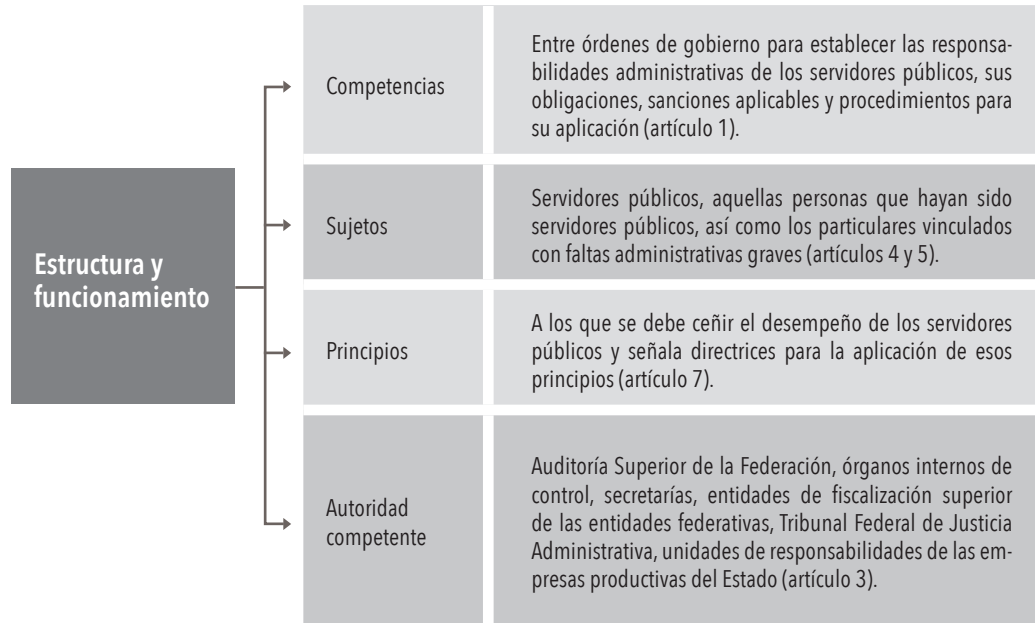 Estructura y
funcionamiento
Competencias
Entre órdenes de gobierno para establecer las responsa-
bilidades administrativas de los servidores públicos, sus
obligaciones, sanciones aplicables y procedimientos para
su aplicación (artículo 1).
Sujetos
Servidores públicos, aquellas personas que hayan sido
servidores públicos, así como los particulares vinculados
con faltas administrativas graves (artículos 4 y 5).
Principios
A los que se debe ceñir el desempeño de los servidores
públicos y señala directrices para la aplicación de esos
principios (artículo 7).
Autoridad
competente
Auditoría Superior de la Federación, órganos internos de
control, secretarías, entidades de fiscalización superior
de las entidades federativas, Tribunal Federal de Justicia
Administrativa, unidades de responsabilidades de las em-
presas productivas del Estado (artículo 3).